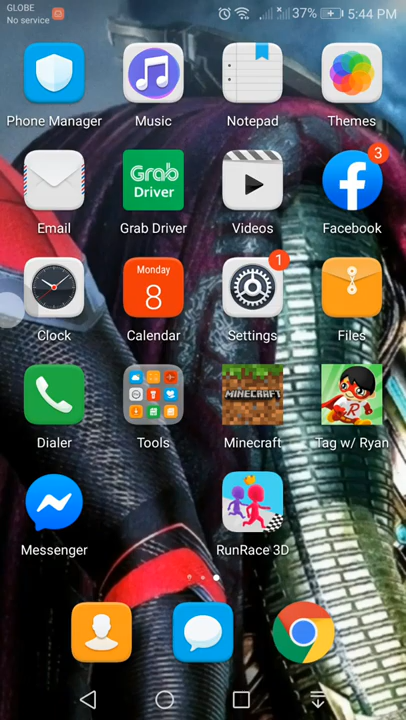 GLOBE
No service
37%
5:44 PM
Phone Manager
Music
Notepad
Themes
Grab
Driver
3
Email
Grab Driver
Videos
Facebook
Monday
8
1
Clock
Calendar
Settings
Files
MINECRAFT
R
Dialer
Tools
Minecraft
Tag w/ Ryan
Messenger
RunRace 3D